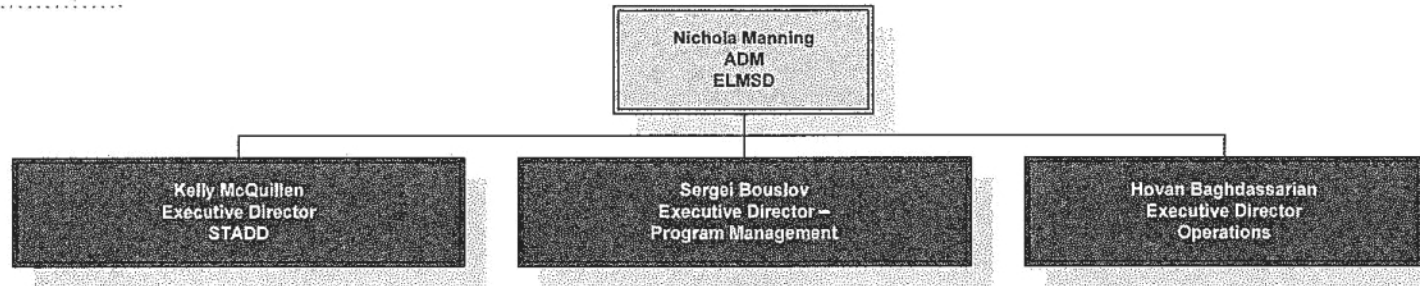 Nichola Manning
ADM
ELMSD
Kelly McQuillen
Executive Director
STADD
Sergei Bouslov
Executive Director –
Program Management
Hovan Baghdassarian
Executive Director
Operations